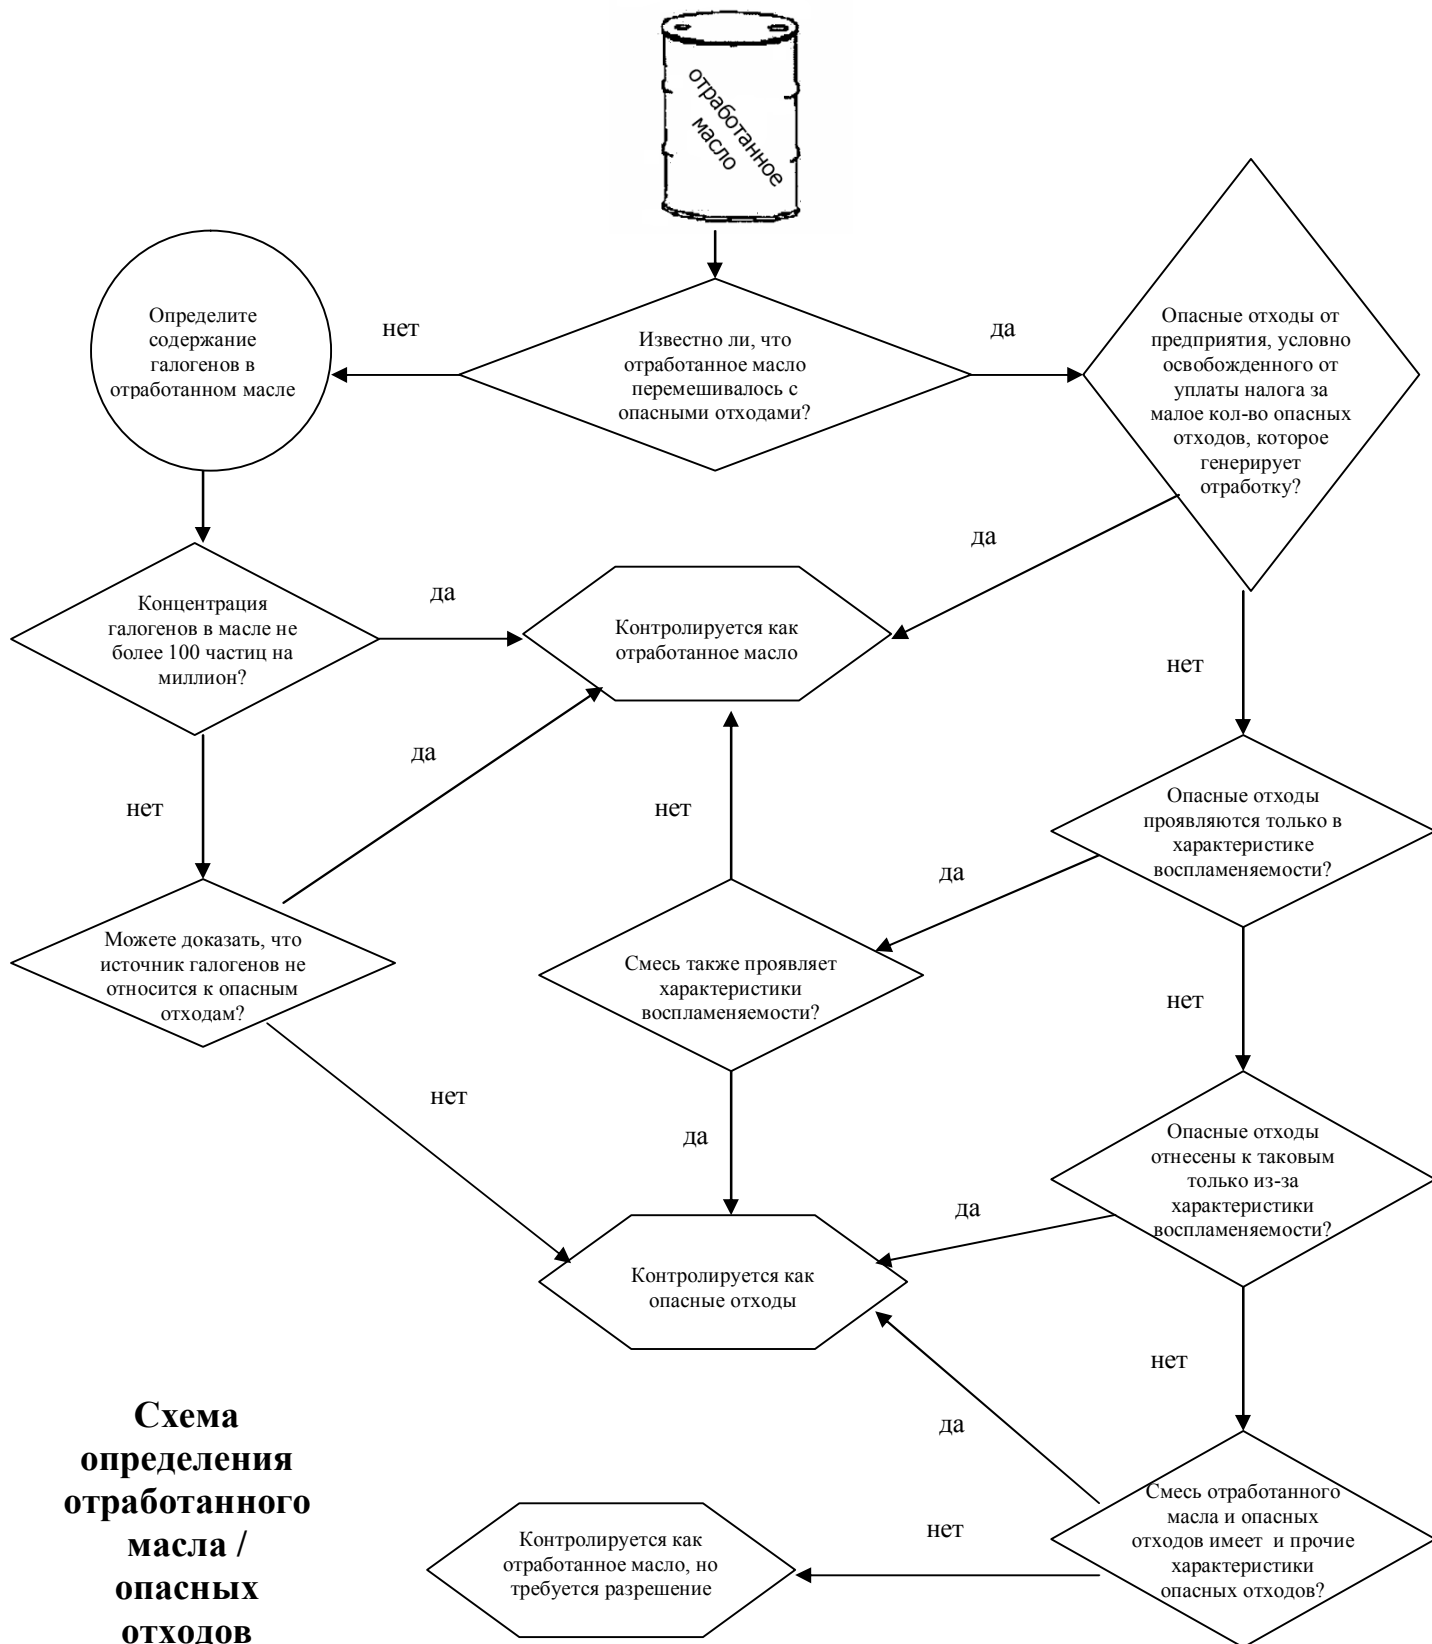 отработанное
масло
Определите
содержание
галогенов в
отработанном масле
нет
Известно ли, что
отработанное масло
перемешивалось с
опасными отходами?
да
Опасные отходы от
предприятия, условно
освобожденного от
уплаты налога за
малое кол-во опасных
отходов, которое
генерирует
отработку?
да
Концентрация
галогенов в масле не
более 100 частиц на
миллион?
да
Контролируется как
отработанное масло
нет
да
нет
нет
Опасные отходы
проявляются только в
характеристике
воспламеняемости?
да
Можете доказать, что
источник галогенов не
относится к опасным
отходам?
Смесь также проявляет
характеристики
воспламеняемости?
нет
нет
да
Опасные отходы
отнесены к таковым
только из-за
характеристики
воспламеняемости?
да
Контролируется как
опасные отходы
нет
да
Схема
определения
отработанного
масла /
опасных
отходов
Контролируется как
отработанное масло, но
требуется разрешение
нет
Смесь отработанного
масла и опасных
отходов имеет и прочие
характеристики
опасных отходов?